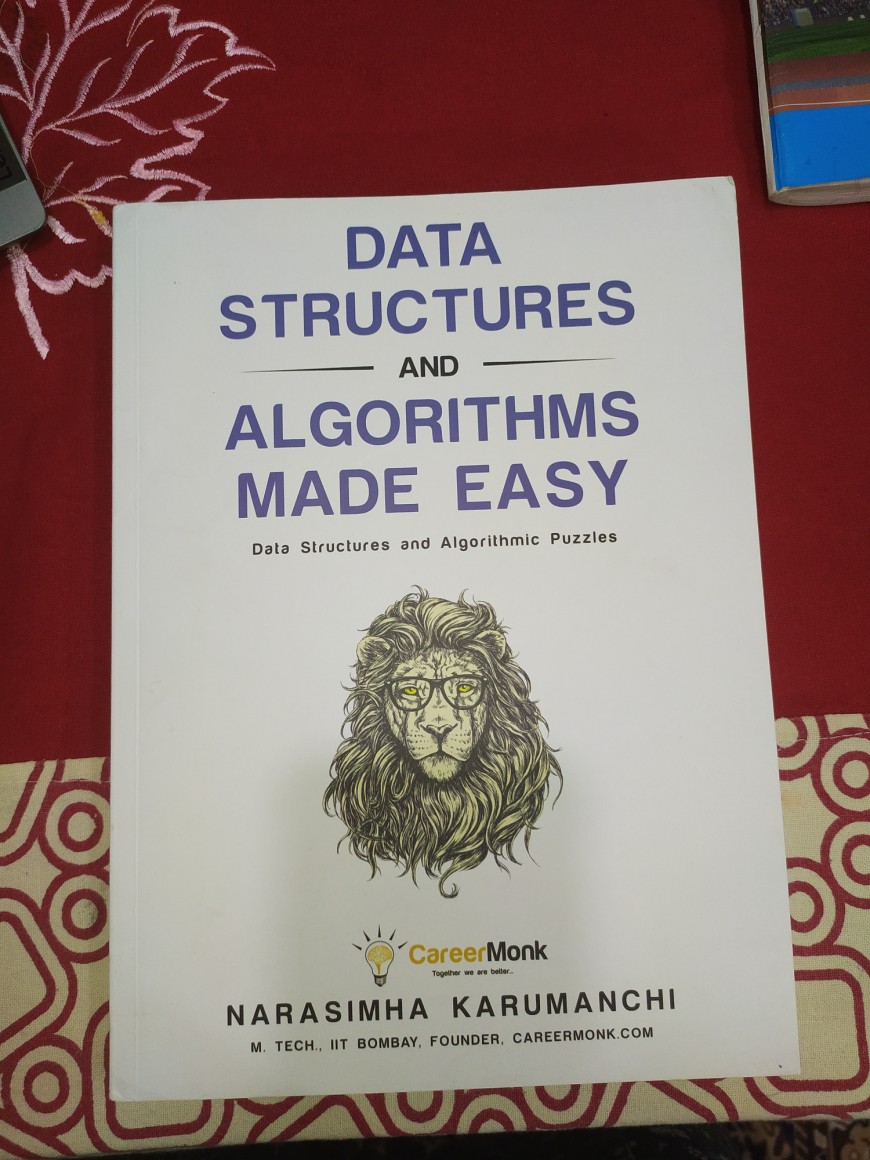 DATA
STRUCTURES
AND
ALGORITHMS
MADE EASY
Data Structures and Algorithmic Puzzles
CareerMonk
Together we are better..
NARASIMHA KARUMANCHI
M. TECH., IIT BOMBAY, FOUNDER, CAREERMONK.COM